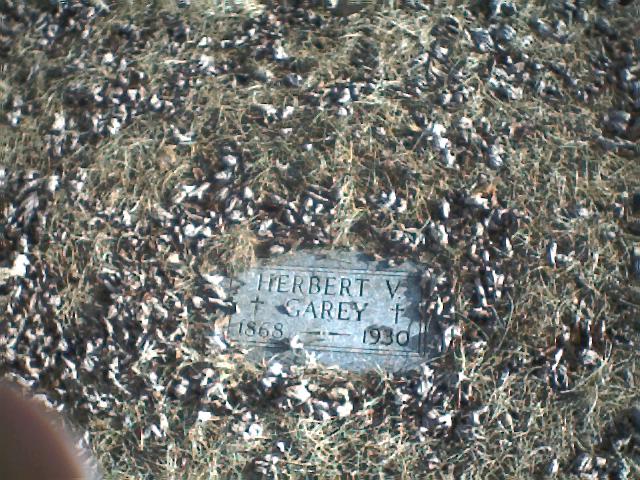 HERBERT V.
† GAREY †
1868 — 1930